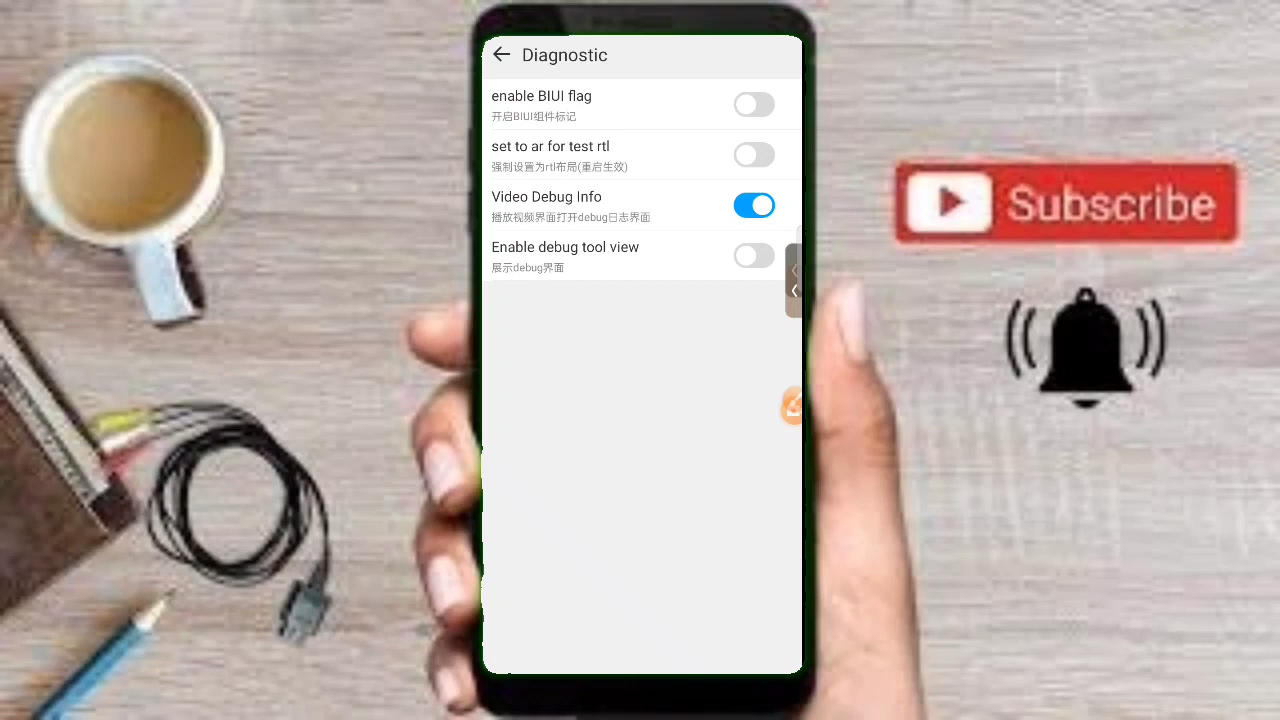 Diagnostic
enable BIUI flag
开启BIUI组件标记
set to ar for test rtl
强制设置为rtl布局(重启生效)
Video Debug Info
播放视频界面打开debug日志界面
Enable debug tool view
展示debug界面
Subscribe